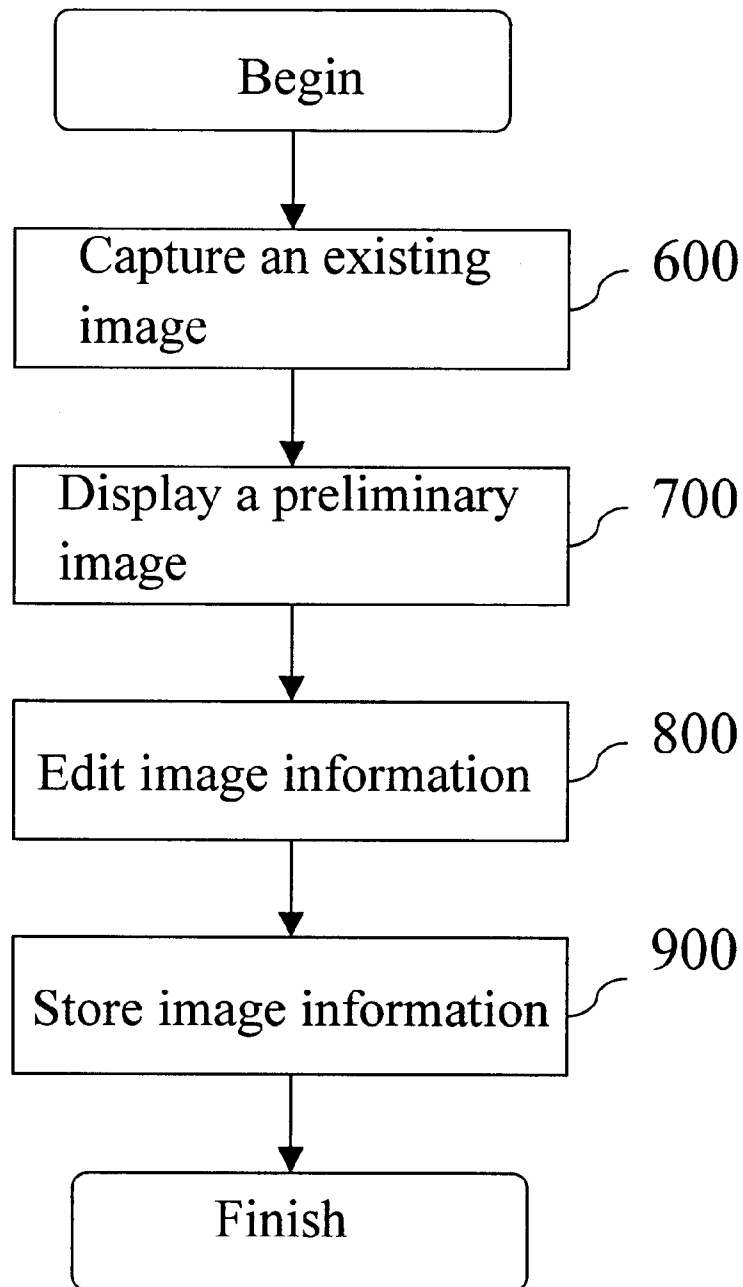 Begin
Capture an existing
image
600
Display a preliminary
image
700
Edit image information
800
Store image information
900
Finish